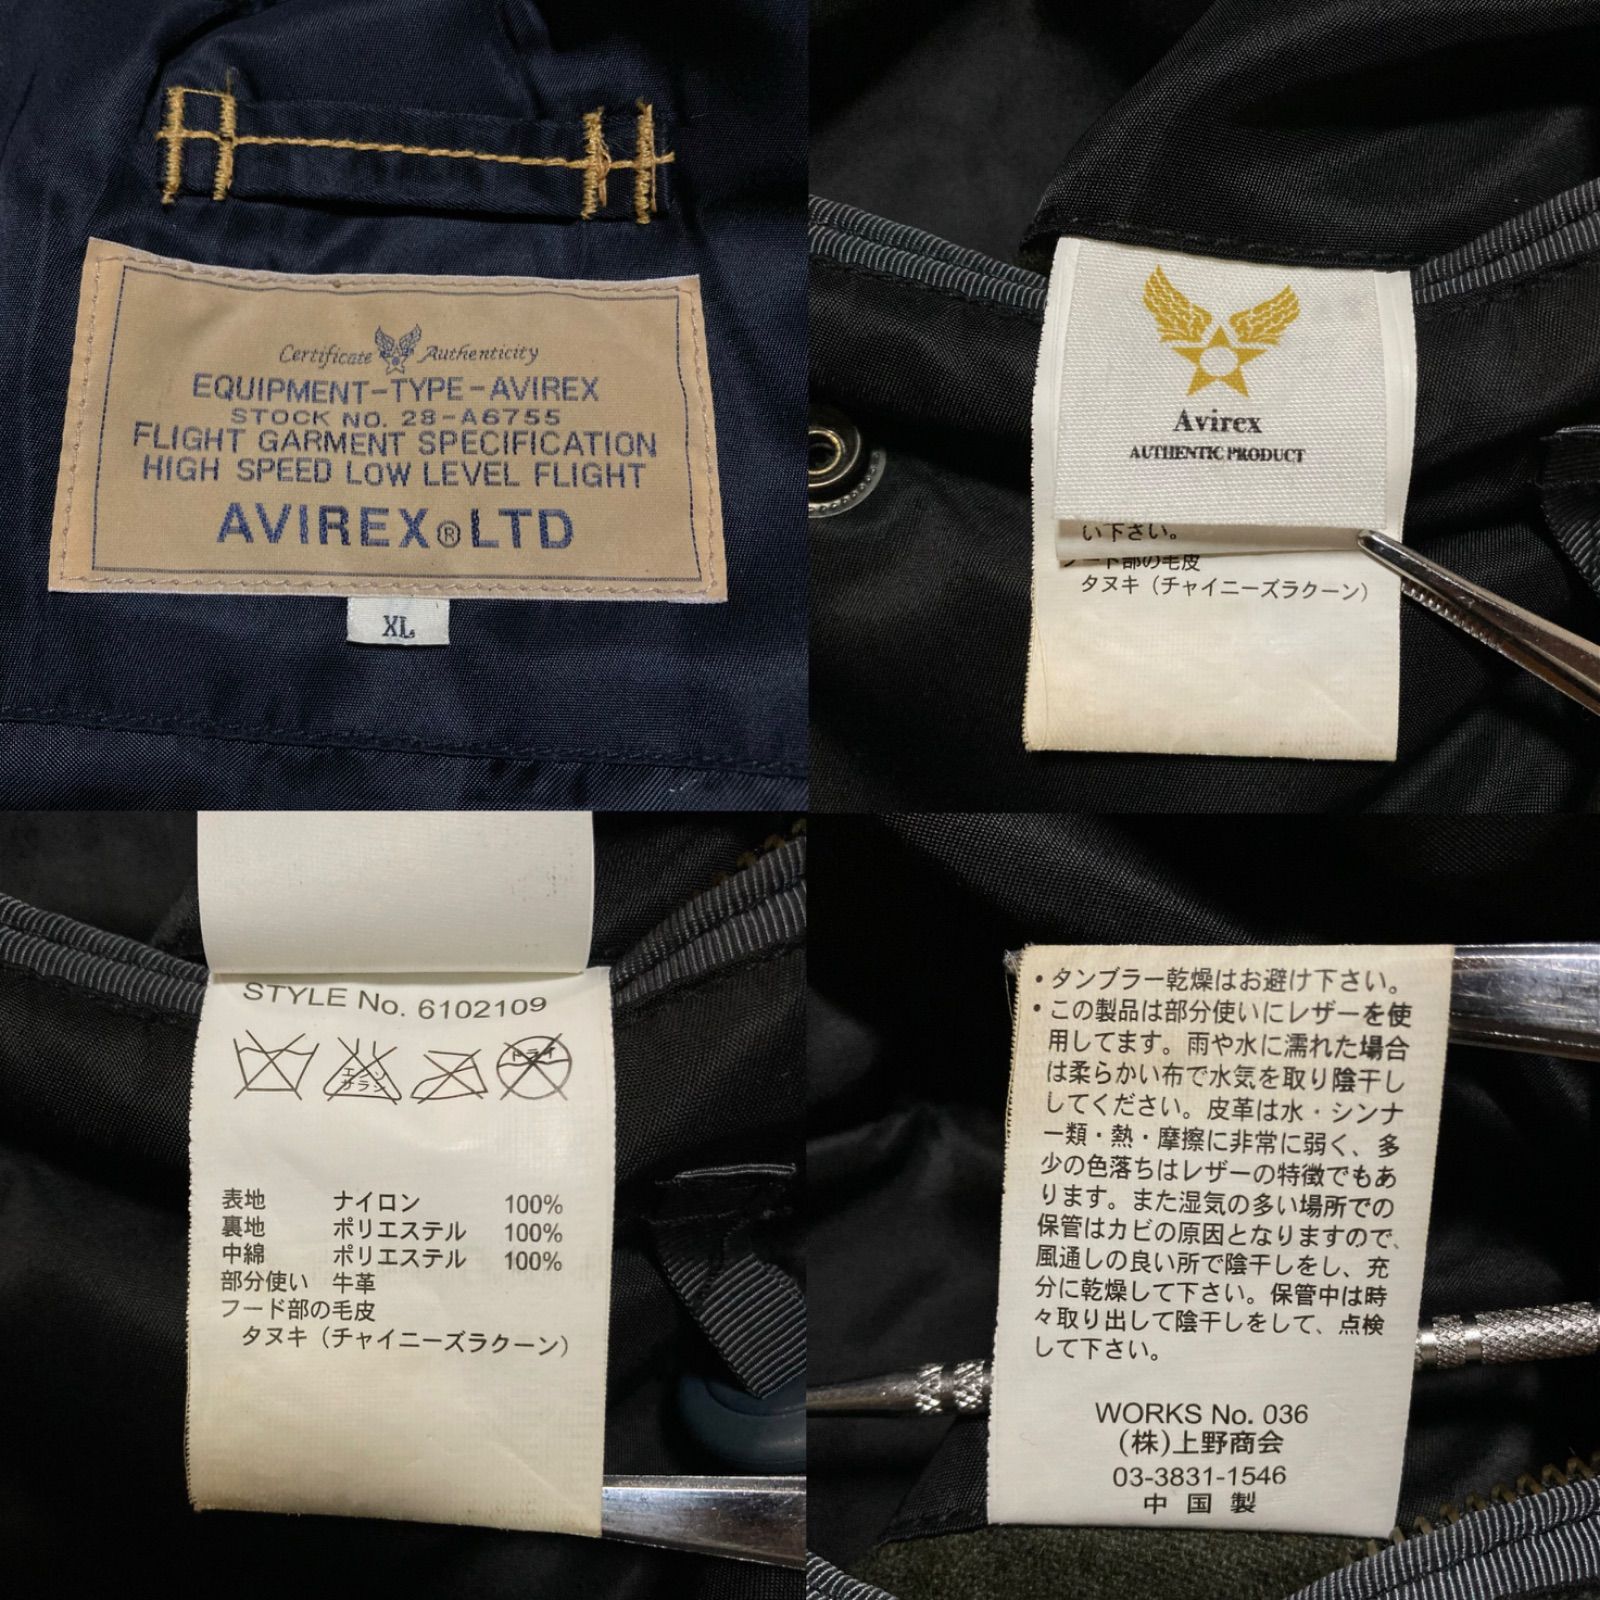 Certificate Authenticity
EQUIPMENT-TYPE-AVIREX
STOCK NO. 28-A6755
FLIGHT GARMENT SPECIFICATION
HIGH SPEED LOW LEVEL FLIGHT
AVIREX® LTD
XL
Avirex
AUTHENTIC PRODUCT
い下さい。
フード部の毛皮
タヌキ（チャイニーズラクーン）
STYLE No. 6102109
エンソ
サラシ
ドライ
表地 ナイロン 100%
裏地 ポリエステル 100%
中綿 ポリエステル 100%
部分使い 牛革
フード部の毛皮
タヌキ（チャイニーズラクーン）
・タンブラー乾燥はお避け下さい。
・この製品は部分使いにレザーを使
用してます。雨や水に濡れた場合
は柔らかい布で水気を取り陰干し
してください。皮革は水・シンナ
ー類・熱・摩擦に非常に弱く、多
少の色落ちはレザーの特徴でもあ
ります。また湿気の多い場所での
保管はカビの原因となりますので、
風通しの良い所で陰干しをし、充
分に乾燥して下さい。保管中は時
々取り出して陰干しをして、点検
して下さい。
WORKS No. 036
(株)上野商会
03-3831-1546
中国製